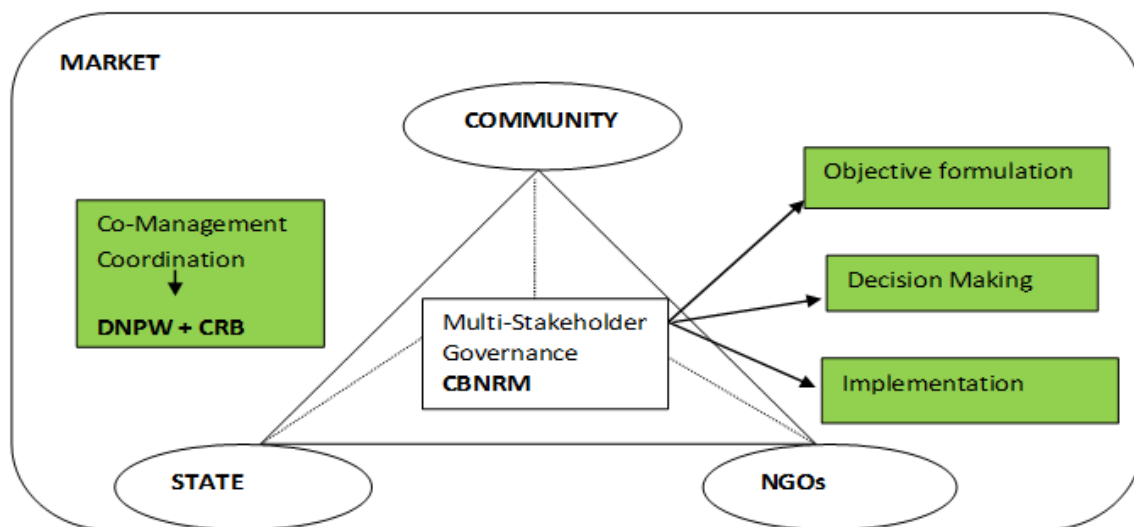 MARKET
COMMUNITY
Objective formulation
Co-Management
Coordination
DNPW + CRB
Decision Making
Multi-Stakeholder
Governance
CBNRM
Implementation
STATE
NGOs